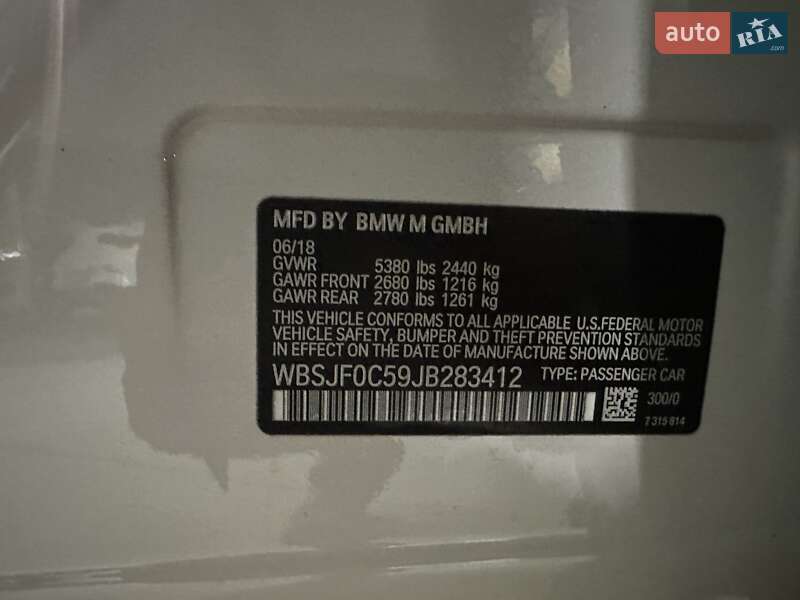 auto RIA
.com
MFD BY BMW M GMBH
06/18
GVWR 5380 lbs 2440 kg
GAWR FRONT 2680 lbs 1216 kg
GAWR REAR 2780 lbs 1261 kg
THIS VEHICLE CONFORMS TO ALL APPLICABLE U.S.FEDERAL MOTOR
VEHICLE SAFETY, BUMPER AND THEFT PREVENTION STANDARDS
IN EFFECT ON THE DATE OF MANUFACTURE SHOWN ABOVE.
WBSJF0C59JB283412 TYPE: PASSENGER CAR
300/0
7 315 814